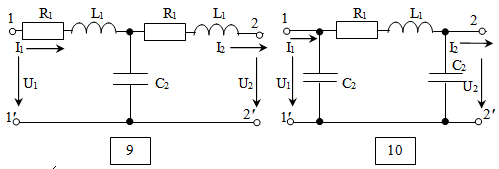 1 R1 L1 R1 L1 2
I1 I2
U1 C2 U2
1′ 2′
9
1 R1 L1 2
I1 I2
U1 C2 C2 U2
1′ 2′
10